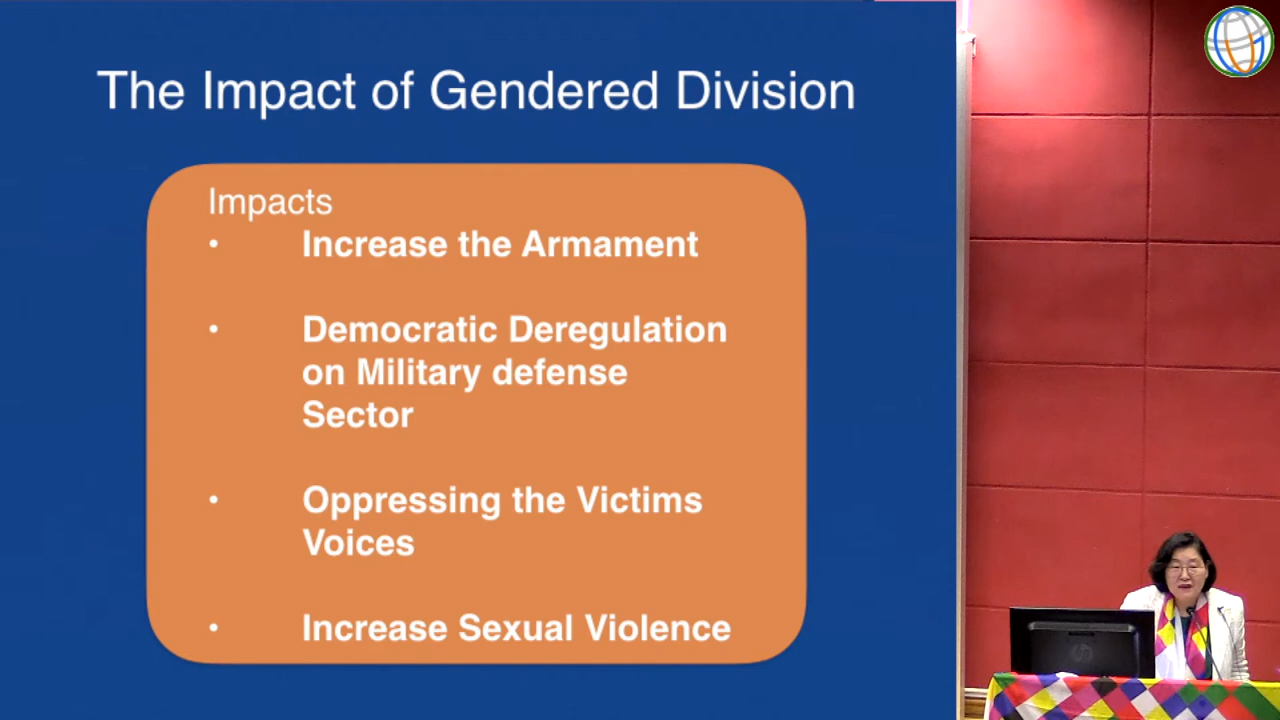 The Impact of Gendered Division
Impacts
• Increase the Armament
• Democratic Deregulation
on Military defense
Sector
• Oppressing the Victims
Voices
• Increase Sexual Violence